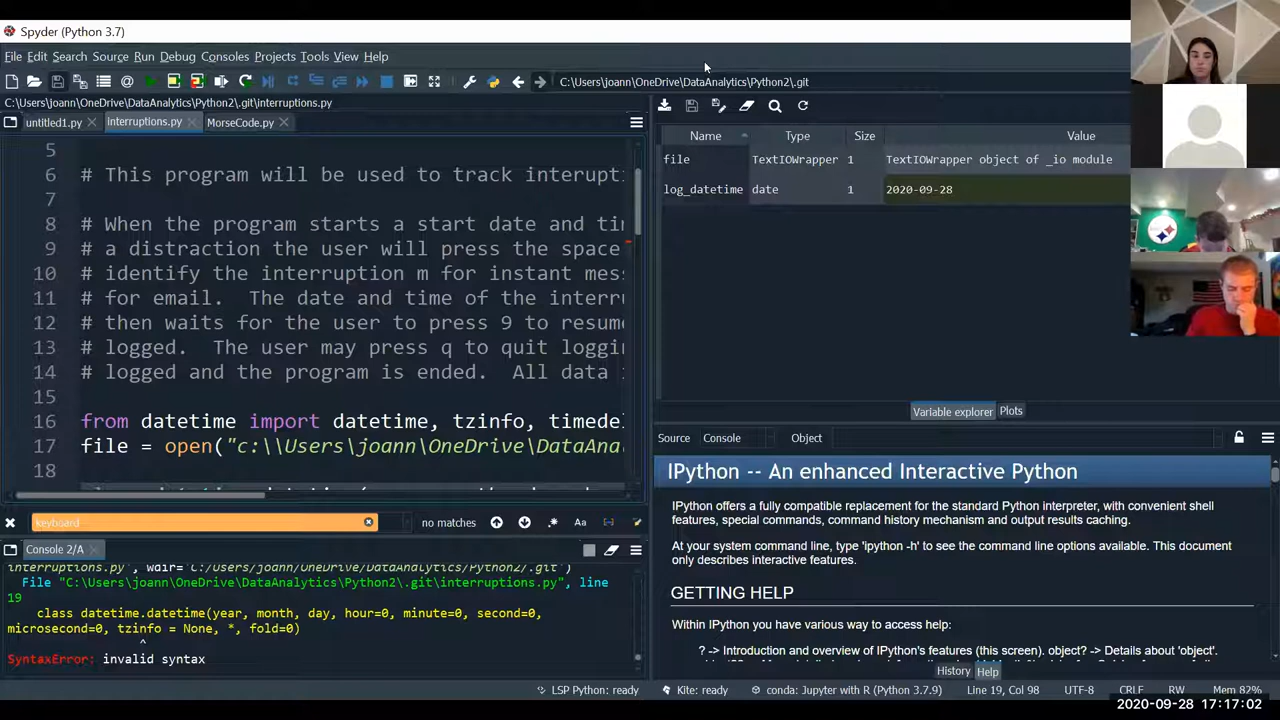 Spyder (Python 3.7)
File Edit Search Source Run Debug Consoles Projects Tools View Help
C:\Users\joann\OneDrive\DataAnalytics\Python2\.git
C:\Users\joann\OneDrive\DataAnalytics\Python2\.git\interruptions.py
untitled1.py interruptions.py MorseCode.py
5
6 # This program will be used to track interupti
7
8 # When the program starts a start date and ti
9 # a distraction the user will press the space
10 # identify the interruption m for instant mes
11 # for email. The date and time of the interr
12 # then waits for the user to press 9 to resum
13 # logged. The user may press q to quit loggi
14 # logged and the program is ended. All data
15
16 from datetime import datetime, tzinfo, timedel
17 file = open("c:\\Users\joann\OneDrive\DataAna
18
keyboard no matches Aa
Console 2/A
interruptions.py', wdir='C:/Users/joann/OneDrive/DataAnalytics/Python2/.git')
File "C:\Users\joann\OneDrive\DataAnalytics\Python2\.git\interruptions.py", line
19
class datetime.datetime(year, month, day, hour=0, minute=0, second=0,
microsecond=0, tzinfo = None, *, fold=0)
^
SyntaxError: invalid syntax
Name Type Size Value
file TextIOWrapper 1 TextIOWrapper object of _io module
log_datetime date 1 2020-09-28
Variable explorer Plots
Source Console Object
IPython -- An enhanced Interactive Python
IPython offers a fully compatible replacement for the standard Python interpreter, with convenient shell
features, special commands, command history mechanism and output results caching.
At your system command line, type 'ipython -h' to see the command line options available. This document
only describes interactive features.
GETTING HELP
Within IPython you have various way to access help:
? -> Introduction and overview of IPython's features (this screen). object? -> Details about 'object'.
History Help
LSP Python: ready Kite: ready conda: Jupyter with R (Python 3.7.9) Line 19, Col 98 UTF-8 CRLF RW Mem 82%
2020-09-28 17:17:02